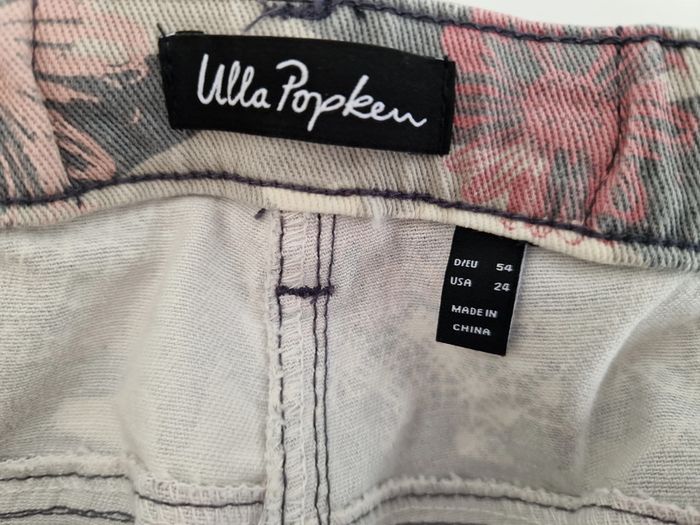 Ulla Popken
D/EU 54
USA 24
MADE IN
CHINA